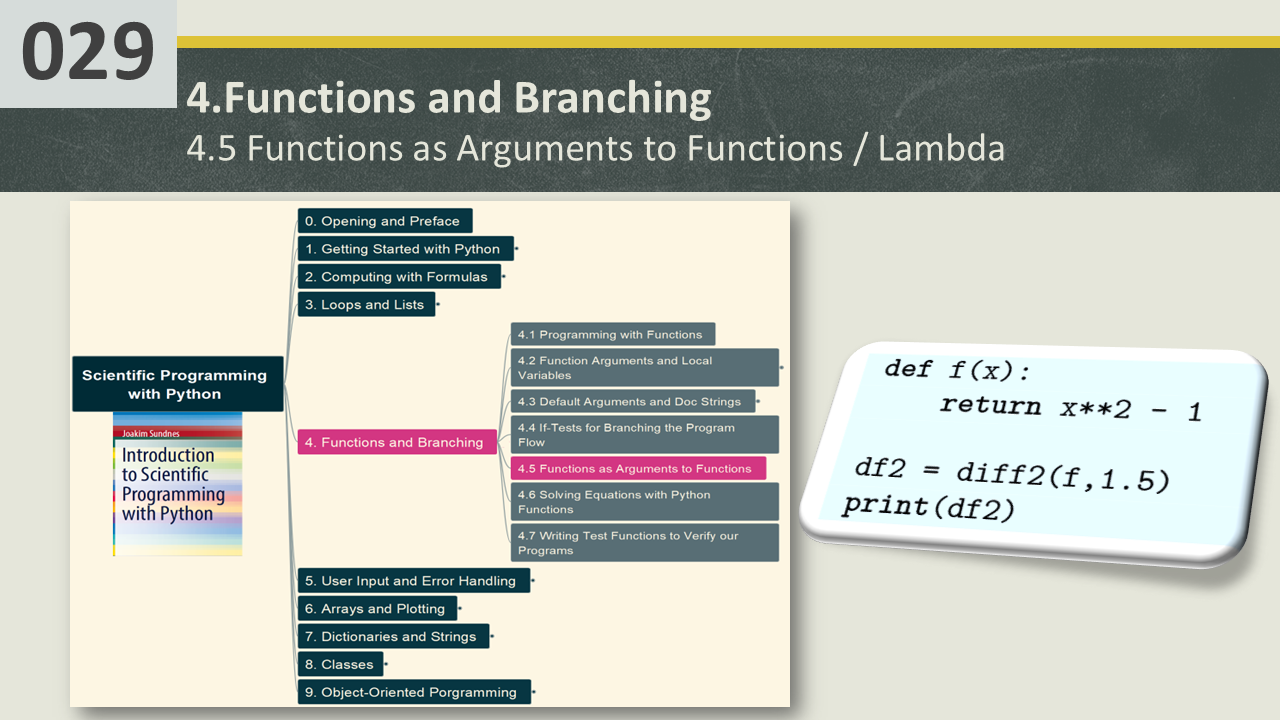 029
4.Functions and Branching
4.5 Functions as Arguments to Functions / Lambda
0. Opening and Preface
1. Getting Started with Python
2. Computing with Formulas
3. Loops and Lists
Scientific Programming
with Python
Joakim Sundnes
Introduction
to Scientific
Programming
with Python
4. Functions and Branching
4.1 Programming with Functions
4.2 Function Arguments and Local
Variables
4.3 Default Arguments and Doc Strings
4.4 If-Tests for Branching the Program
Flow
4.5 Functions as Arguments to Functions
4.6 Solving Equations with Python
Functions
4.7 Writing Test Functions to Verify our
Programs
5. User Input and Error Handling
6. Arrays and Plotting
7. Dictionaries and Strings
8. Classes
9. Object-Oriented Porgramming
def f(x):
return x**2 - 1
df2 = diff2(f,1.5)
print(df2)